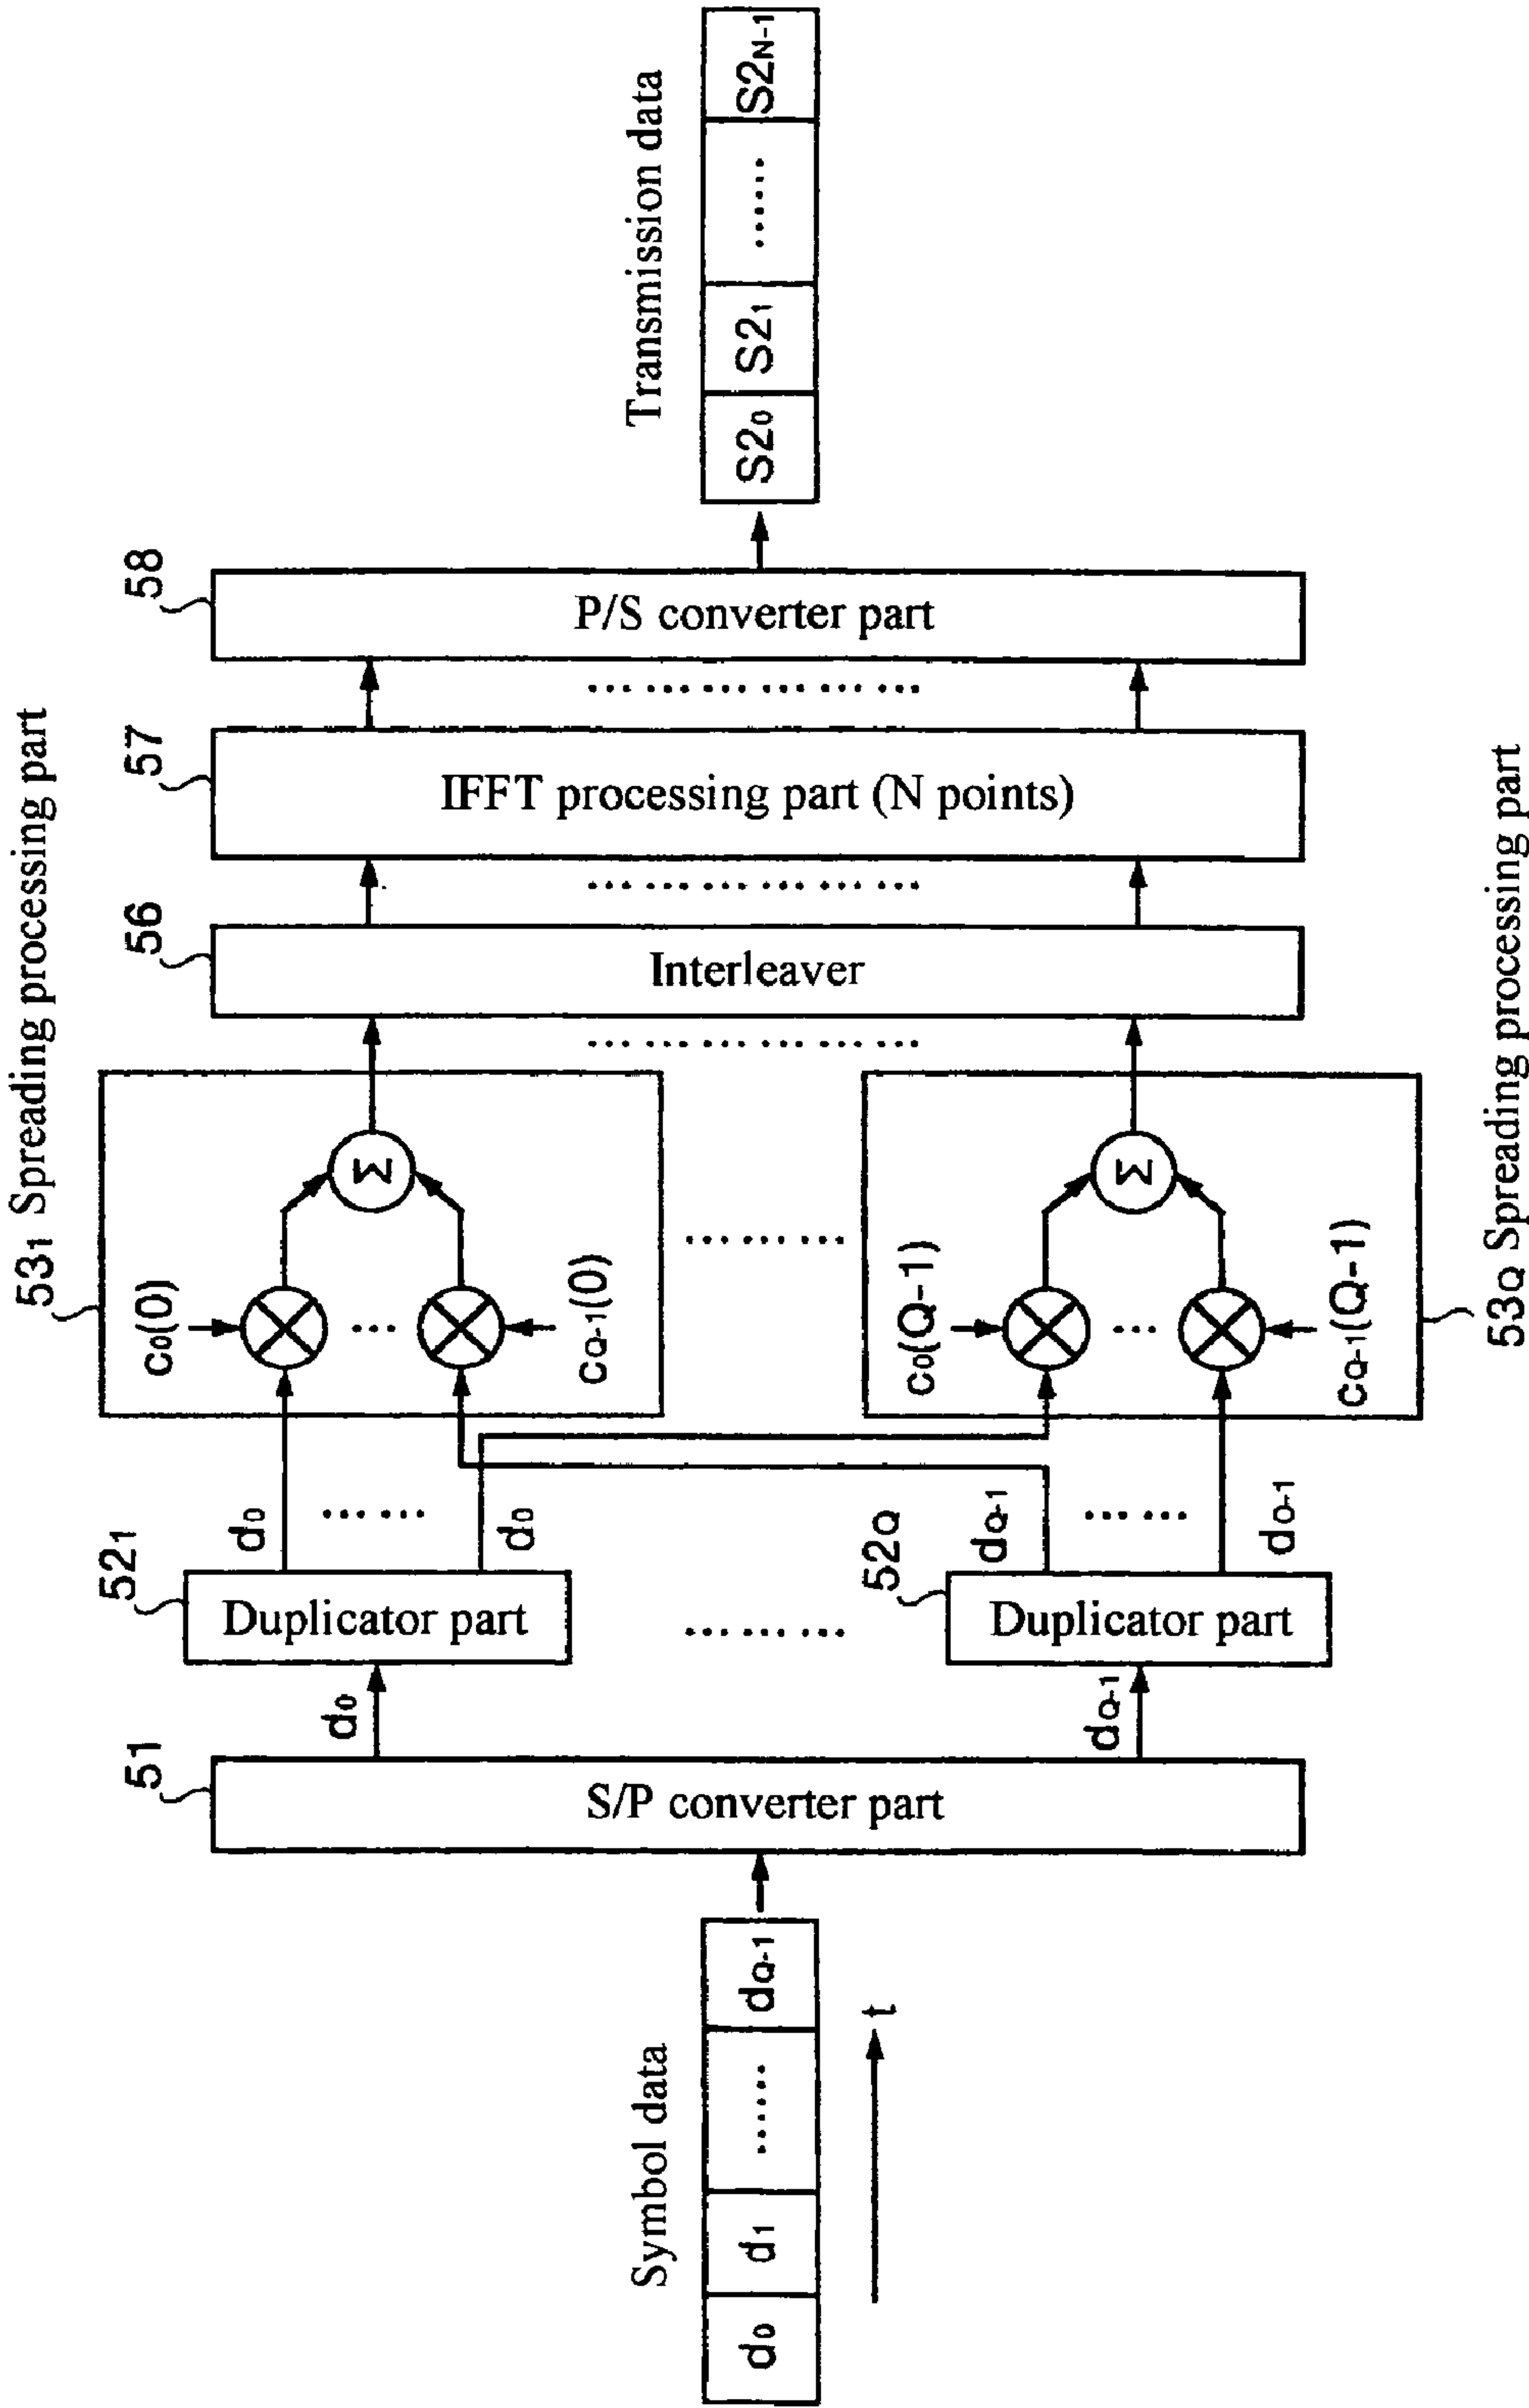 53₁ Spreading processing part
Symbol data
d₀ d₁ ...... dQ-1
t
51
S/P converter part
d₀
dQ-1
52₁
Duplicator part
d₀
......
d₀
.........
52Q
Duplicator part
dQ-1
......
dQ-1
c₀(0)
...
cQ-1(0)
Σ
.........
c₀(Q-1)
...
cQ-1(Q-1)
Σ
53Q Spreading processing part
56
Interleaver
57
IFFT processing part (N points)
58
P/S converter part
Transmission data
S2₀ S2₁ ...... S2N-1